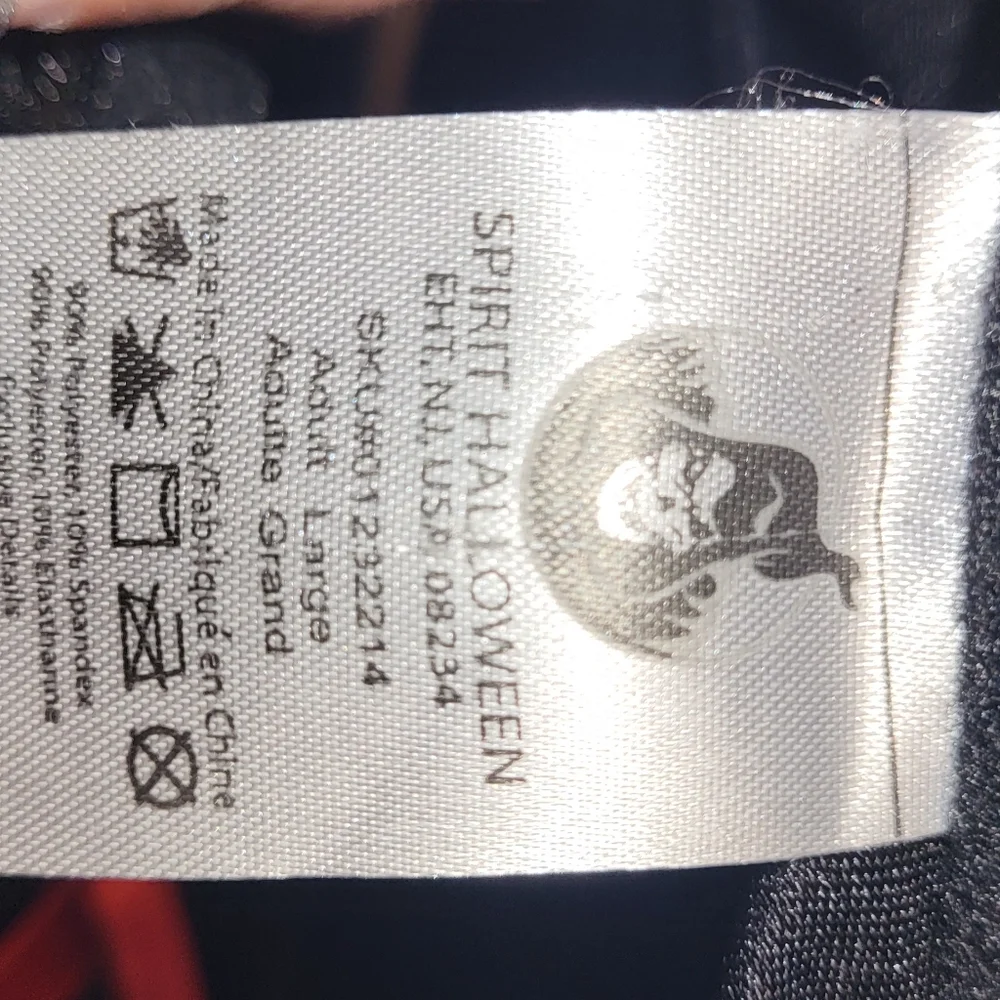 SPIRIT HALLOWEEN
EHT, NJ, US, 08234
SKU#01232214
Adult Large
Adulte Grand
Made in China/Fabriqué en Chine
90% Polyester, 10% Spandex
90% Polyester, 10% Elasthanne